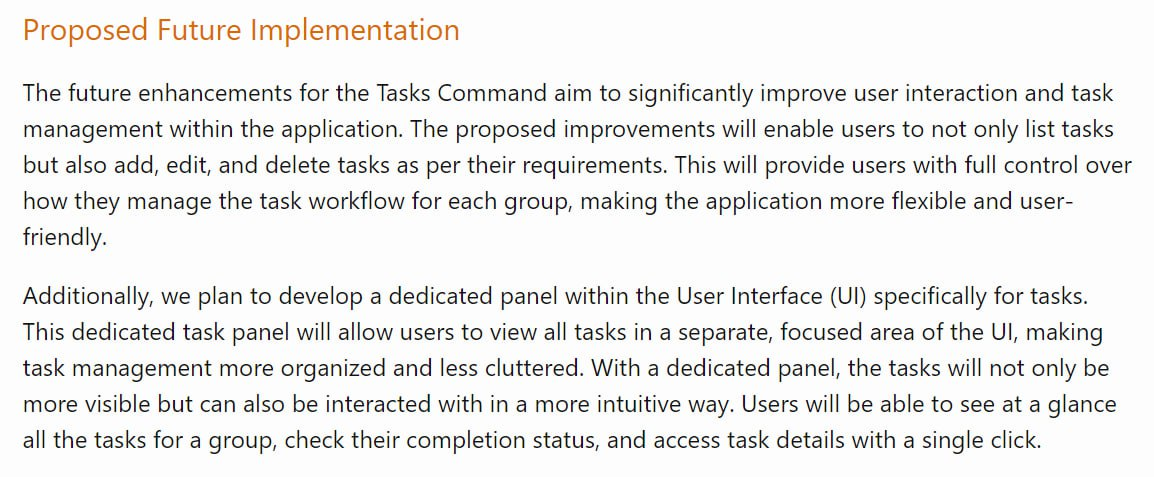 Proposed Future Implementation
The future enhancements for the Tasks Command aim to significantly improve user interaction and task
management within the application. The proposed improvements will enable users to not only list tasks
but also add, edit, and delete tasks as per their requirements. This will provide users with full control over
how they manage the task workflow for each group, making the application more flexible and user-
friendly.
Additionally, we plan to develop a dedicated panel within the User Interface (UI) specifically for tasks.
This dedicated task panel will allow users to view all tasks in a separate, focused area of the UI, making
task management more organized and less cluttered. With a dedicated panel, the tasks will not only be
more visible but can also be interacted with in a more intuitive way. Users will be able to see at a glance
all the tasks for a group, check their completion status, and access task details with a single click.